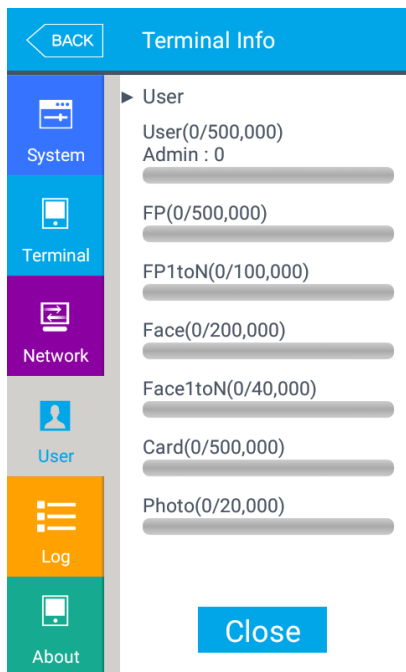 BACK
Terminal Info
System
Terminal
Network
User
Log
About
► User
User(0/500,000)
Admin : 0
FP(0/500,000)
FP1toN(0/100,000)
Face(0/200,000)
Face1toN(0/40,000)
Card(0/500,000)
Photo(0/20,000)
Close